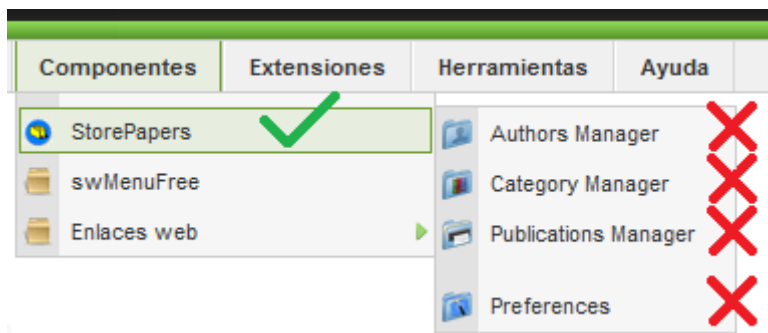 Componentes Extensiones Herramientas Ayuda
StorePapers
swMenuFree
Enlaces web
Authors Manager
Category Manager
Publications Manager
Preferences